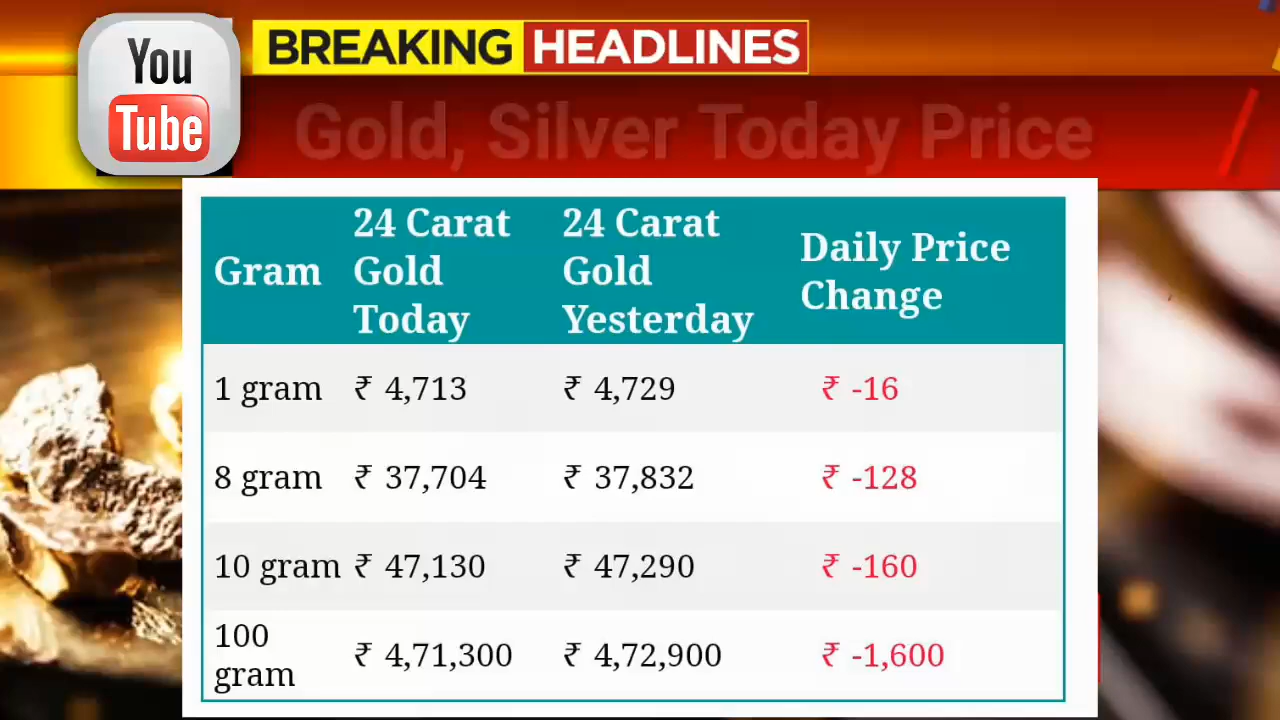 You
Tube
BREAKING HEADLINES
Gold, Silver Today Price
Gram
24 Carat
Gold
Today
24 Carat
Gold
Yesterday
Daily Price
Change
1 gram ₹ 4,713 ₹ 4,729 ₹ -16
8 gram ₹ 37,704 ₹ 37,832 ₹ -128
10 gram ₹ 47,130 ₹ 47,290 ₹ -160
100
gram ₹ 4,71,300 ₹ 4,72,900 ₹ -1,600